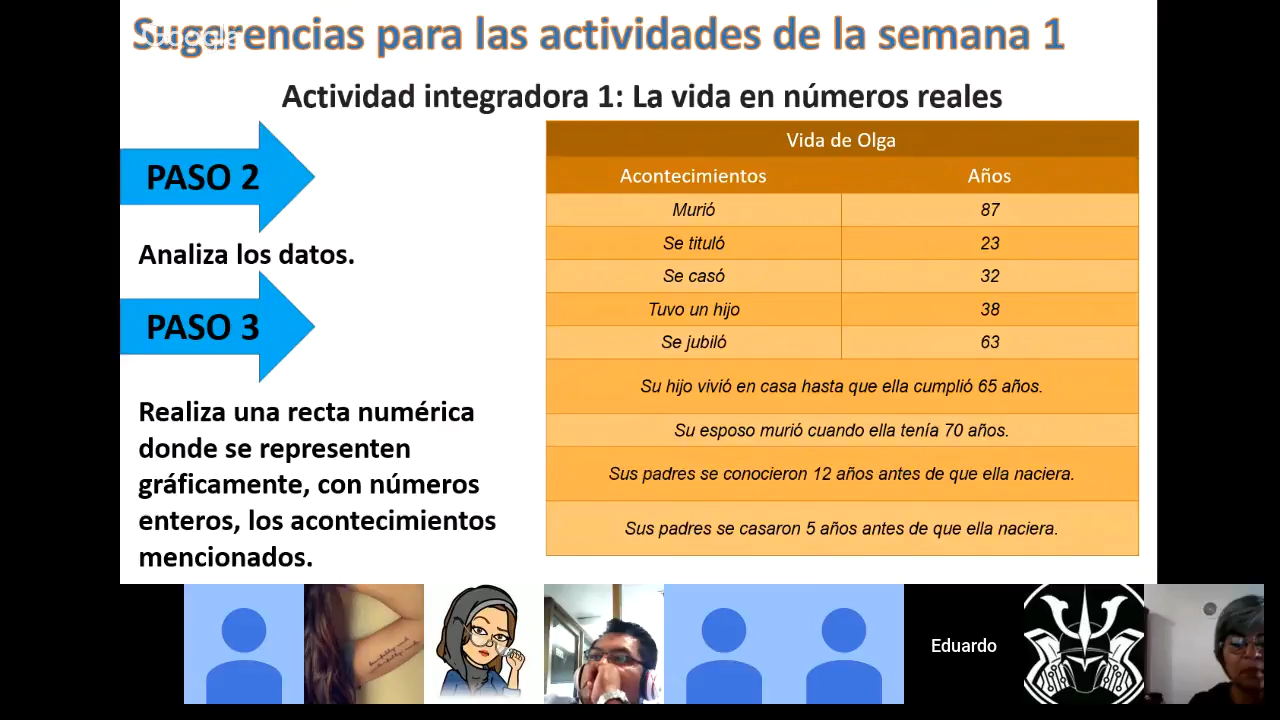 Sugerencias para las actividades de la semana 1
Google
Actividad integradora 1: La vida en números reales
PASO 2
Analiza los datos.
PASO 3
Realiza una recta numérica
donde se representen
gráficamente, con números
enteros, los acontecimientos
mencionados.
Vida de Olga
Acontecimientos Años
Murió 87
Se tituló 23
Se casó 32
Tuvo un hijo 38
Se jubiló 63
Su hijo vivió en casa hasta que ella cumplió 65 años.
Su esposo murió cuando ella tenía 70 años.
Sus padres se conocieron 12 años antes de que ella naciera.
Sus padres se casaron 5 años antes de que ella naciera.
Eduardo